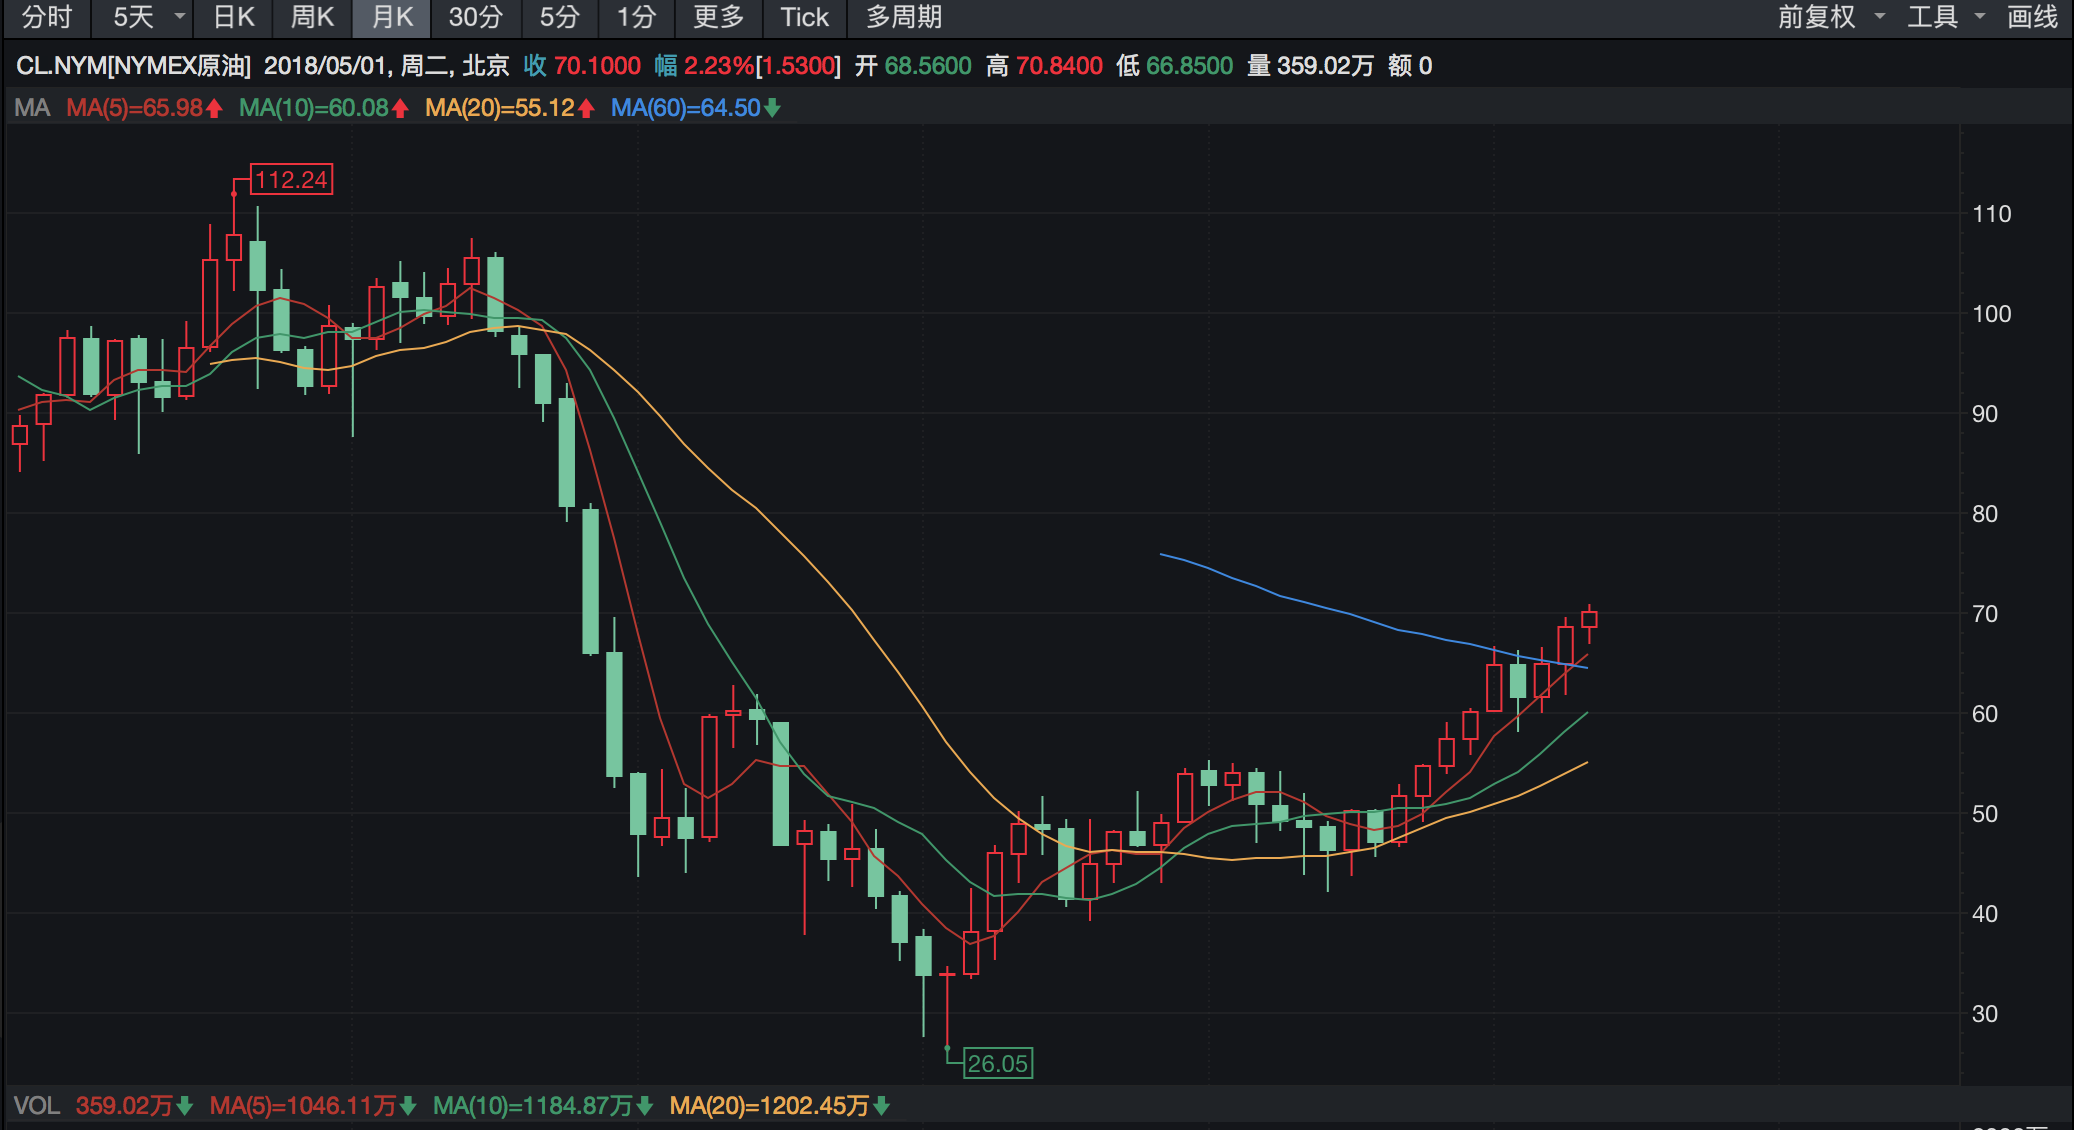 分时 5天 日K 周K 月K 30分 5分 1分 更多 Tick 多周期 前复权 工具 画线
CL.NYM[NYMEX原油] 2018/05/01, 周二, 北京 收 70.1000 幅 2.23%[1.5300] 开 68.5600 高 70.8400 低 66.8500 量 359.02万 额 0
MA MA(5)=65.98 MA(10)=60.08 MA(20)=55.12 MA(60)=64.50
112.24
110
100
90
80
70
60
50
40
30
26.05
VOL 359.02万 MA(5)=1046.11万 MA(10)=1184.87万 MA(20)=1202.45万